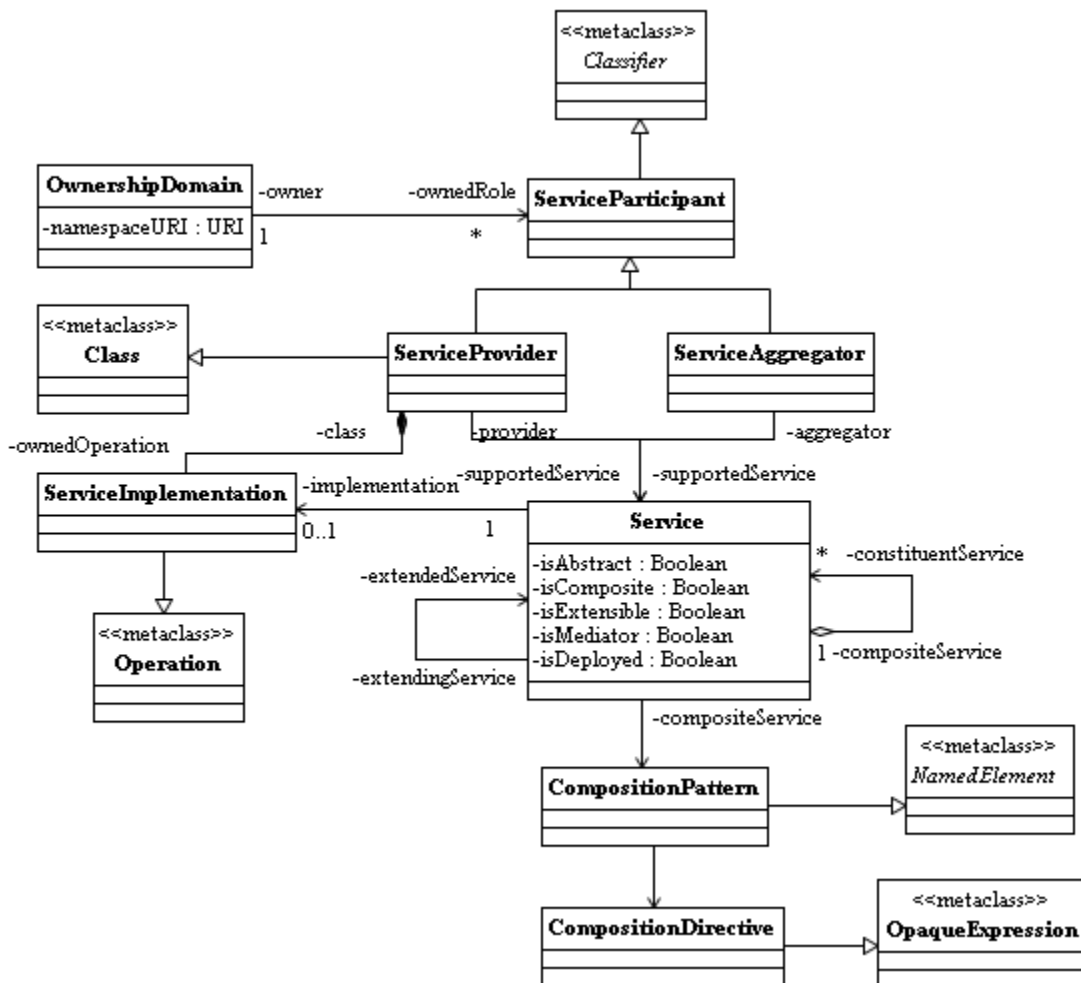 <<metaclass>>
Classifier
OwnershipDomain
-namespaceURI : URI
-owner
1
-ownedRole
*
ServiceParticipant
<<metaclass>>
Class
ServiceProvider
ServiceAggregator
-ownedOperation
-class
-provider
-aggregator
ServiceImplementation
-implementation
0..1
1
-supportedService
-supportedService
Service
-isAbstract : Boolean
-isComposite : Boolean
-isExtensible : Boolean
-isMediator : Boolean
-isDeployed : Boolean
-extendedService
-extendingService
*
-constituentService
1
-compositeService
<<metaclass>>
Operation
-compositeService
CompositionPattern
<<metaclass>>
NamedElement
CompositionDirective
<<metaclass>>
OpaqueExpression